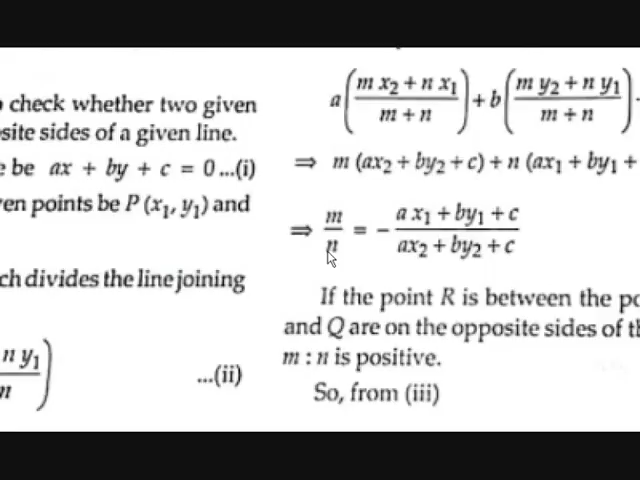 check whether two given
site sides of a given line.
be ax + by + c = 0 ...(i)
en points be P (x₁, y₁) and
ch divides the line joining
n y₁
n
) ...(ii)
a((m x₂ + n x₁)/(m + n)) + b((m y₂ + n y₁)/(m + n))
⇒ m (ax₂ + by₂ + c) + n (ax₁ + by₁ +
⇒ m/n = − (a x₁ + by₁ + c)/(ax₂ + by₂ + c)
If the point R is between the po
and Q are on the opposite sides of th
m : n is positive.
So, from (iii)